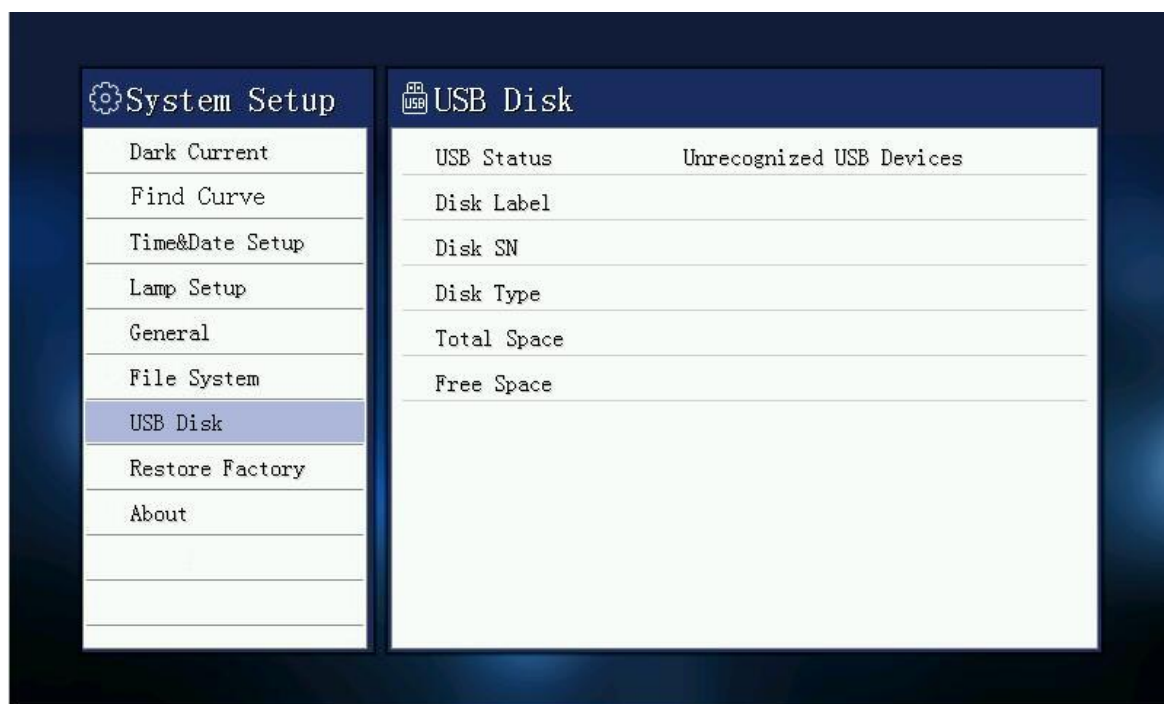 System Setup
Dark Current
Find Curve
Time&Date Setup
Lamp Setup
General
File System
USB Disk
Restore Factory
About
USB USB Disk
USB Status Unrecognized USB Devices
Disk Label
Disk SN
Disk Type
Total Space
Free Space